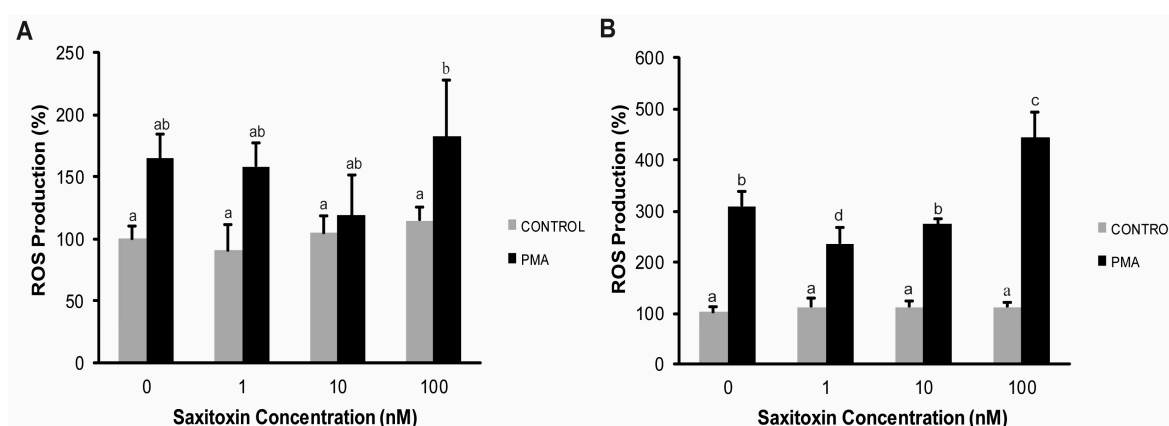 A
ROS Production (%)
250
200
150
100
50
0
a
ab
a
ab
a
ab
a
b
0 1 10 100
Saxitoxin Concentration (nM)
CONTROL
PMA
B
ROS Production (%)
600
500
400
300
200
100
0
a
b
a
d
a
b
a
c
0 1 10 100
Saxitoxin Concentration (nM)
CONTRO
PMA